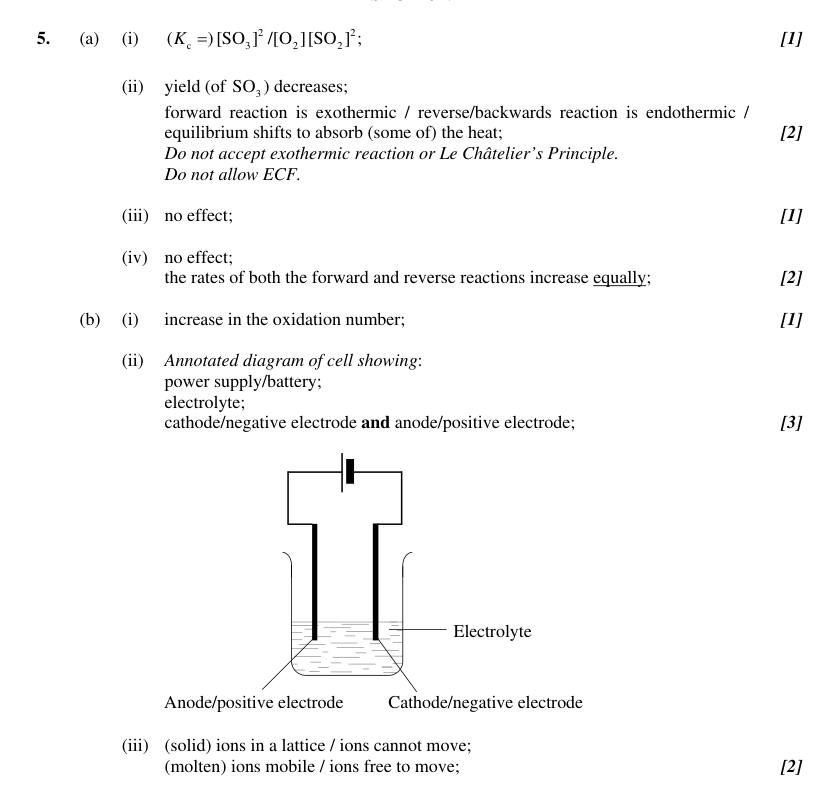 5. (a) (i) (K_c =) [SO₃]² /[O₂][SO₂]²; [1]
(ii) yield (of SO₃) decreases;
forward reaction is exothermic / reverse/backwards reaction is endothermic /
equilibrium shifts to absorb (some of) the heat; [2]
Do not accept exothermic reaction or Le Châtelier's Principle.
Do not allow ECF.
(iii) no effect; [1]
(iv) no effect;
the rates of both the forward and reverse reactions increase equally; [2]
(b) (i) increase in the oxidation number; [1]
(ii) Annotated diagram of cell showing:
power supply/battery;
electrolyte;
cathode/negative electrode and anode/positive electrode; [3]
Electrolyte
Anode/positive electrode Cathode/negative electrode
(iii) (solid) ions in a lattice / ions cannot move;
(molten) ions mobile / ions free to move; [2]